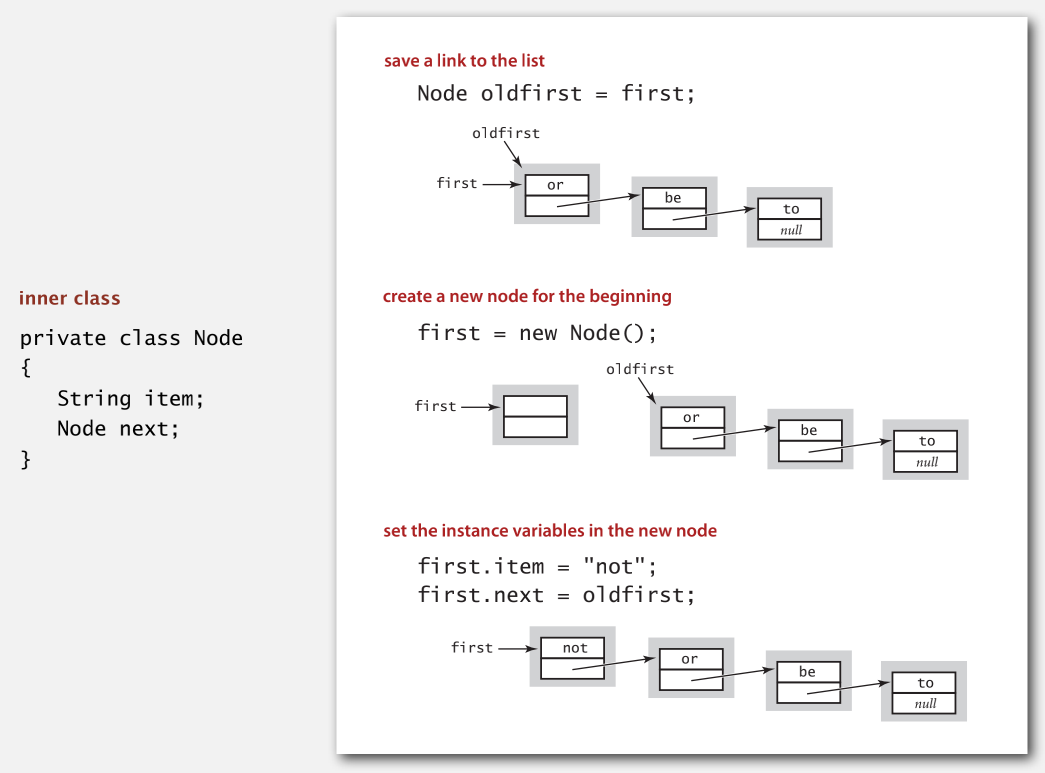 inner class
private class Node
{
String item;
Node next;
}
save a link to the list
Node oldfirst = first;
oldfirst
first
or
be
to
null
create a new node for the beginning
first = new Node();
oldfirst
first
or
be
to
null
set the instance variables in the new node
first.item = "not";
first.next = oldfirst;
first
not
or
be
to
null